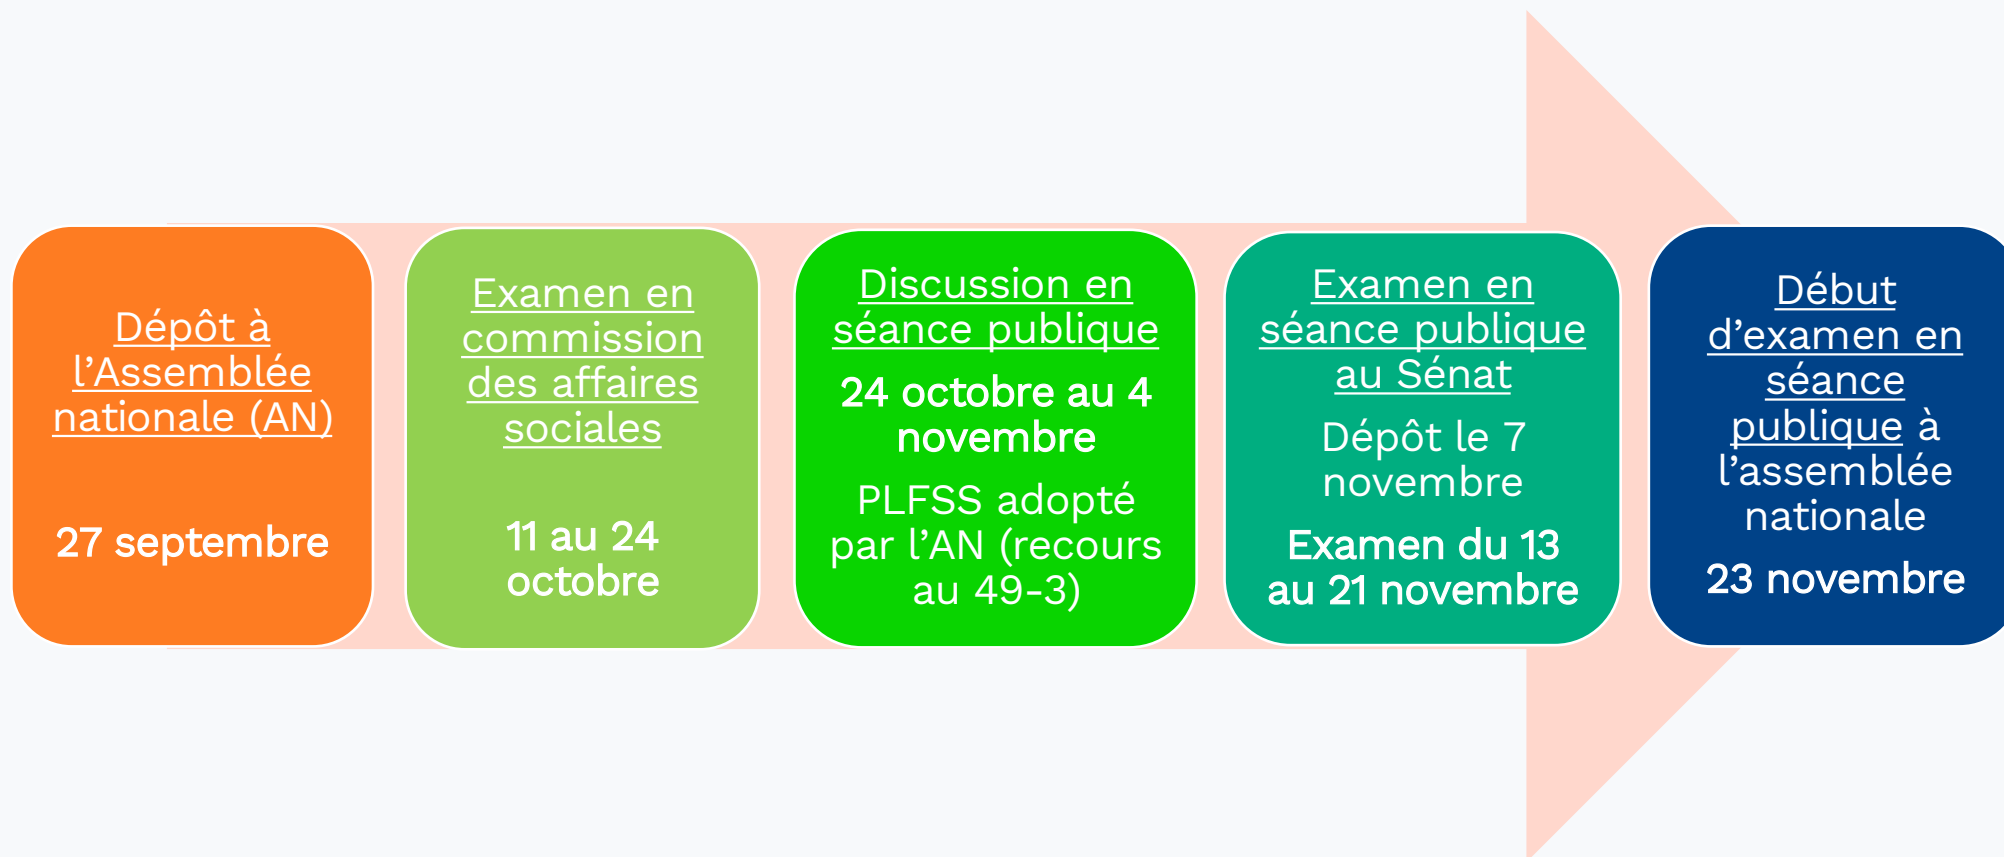 Dépôt à
l’Assemblée
nationale (AN)
27 septembre
Examen en
commission
des affaires
sociales
11 au 24
octobre
Discussion en
séance publique
24 octobre au 4
novembre
PLFSS adopté
par l’AN (recours
au 49-3)
Examen en
séance publique
au Sénat
Dépôt le 7
novembre
Examen du 13
au 21 novembre
Début
d’examen en
séance
publique à
l’assemblée
nationale
23 novembre